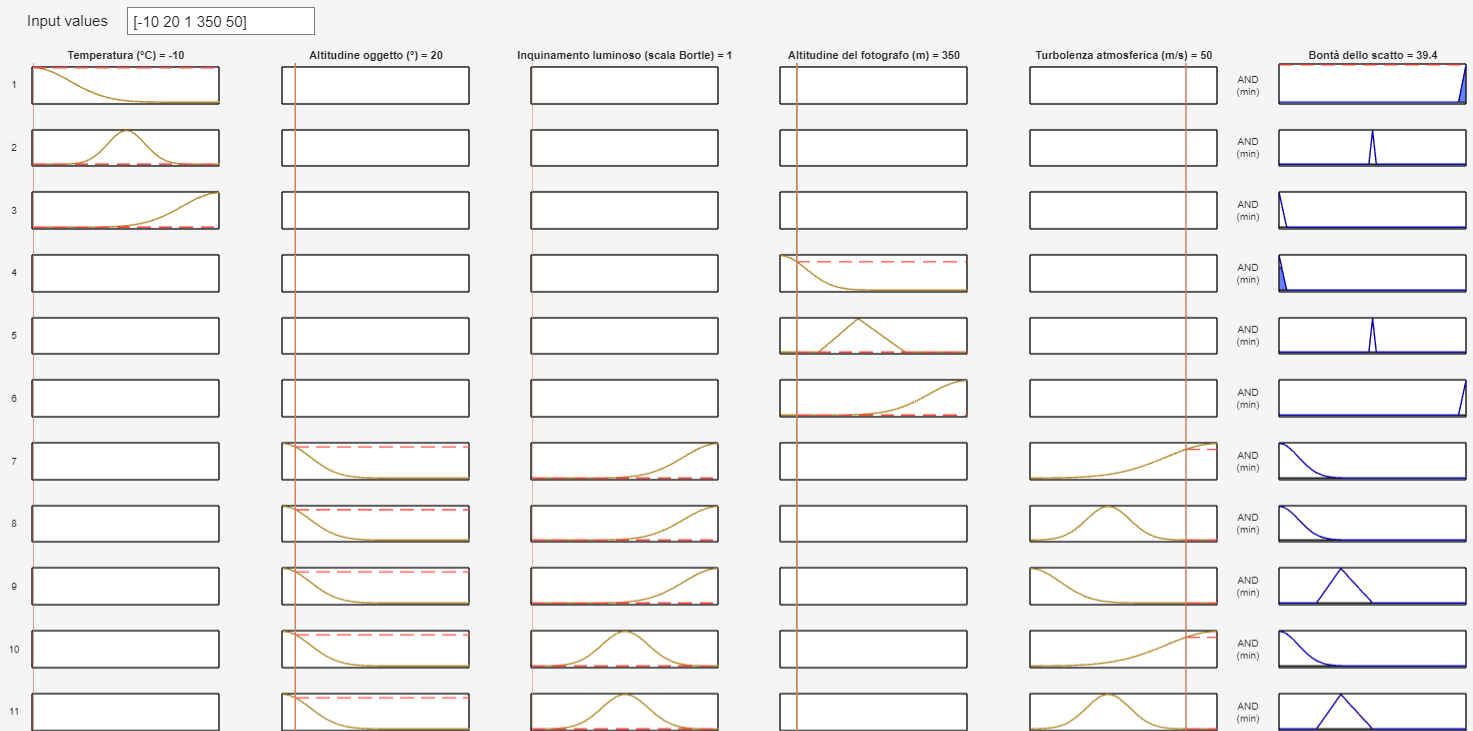 Input values [-10 20 1 350 50]
Temperatura (°C) = -10 Altitudine oggetto (°) = 20 Inquinamento luminoso (scala Bortle) = 1 Altitudine del fotografo (m) = 350 Turbolenza atmosferica (m/s) = 50 Bontà dello scatto = 39.4
1 AND
(min)
2 AND
(min)
3 AND
(min)
4 AND
(min)
5 AND
(min)
6 AND
(min)
7 AND
(min)
8 AND
(min)
9 AND
(min)
10 AND
(min)
11 AND
(min)